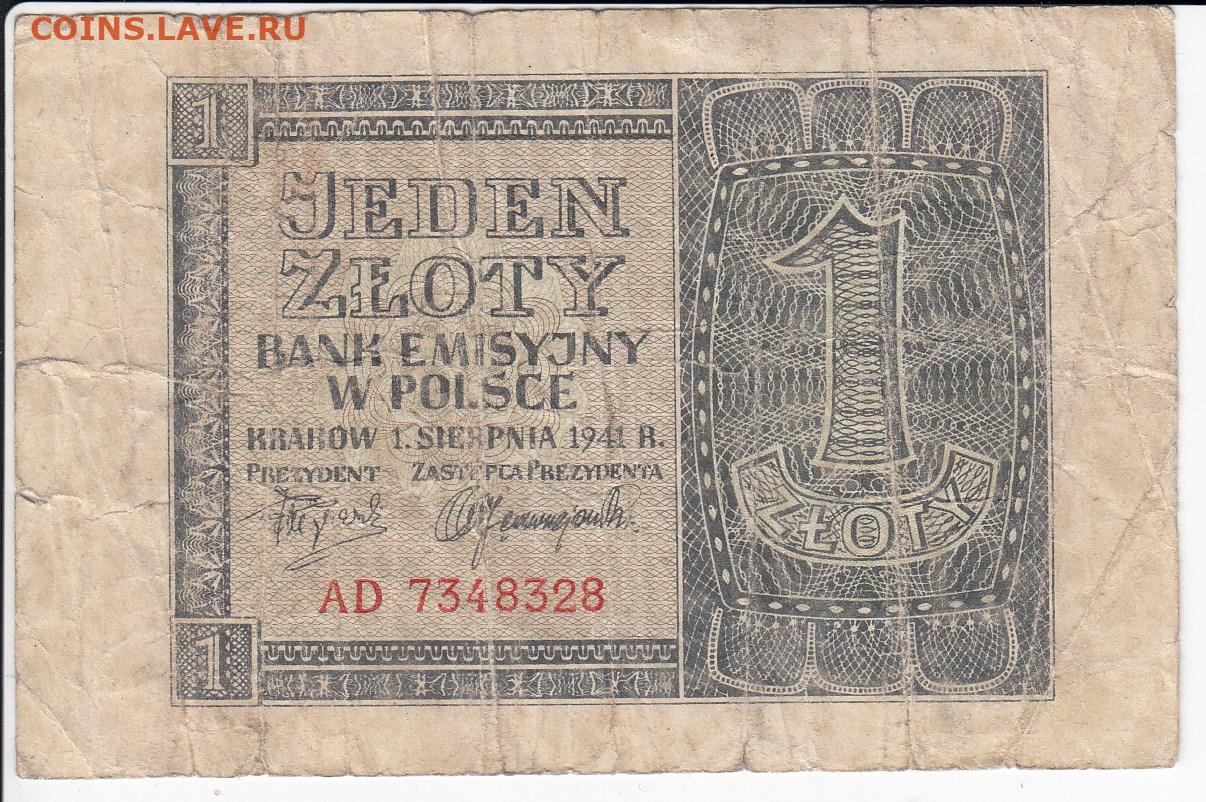 COINS.LAVE.RU
1
JEDEN
ZŁOTY
BANK EMISYJNY
W POLSCE
KRAKÓW 1. SIERPNIA 1941 R.
PREZYDENT ZASTĘPCA PREZYDENTA
AD 7348328
1
1
ZŁOTY